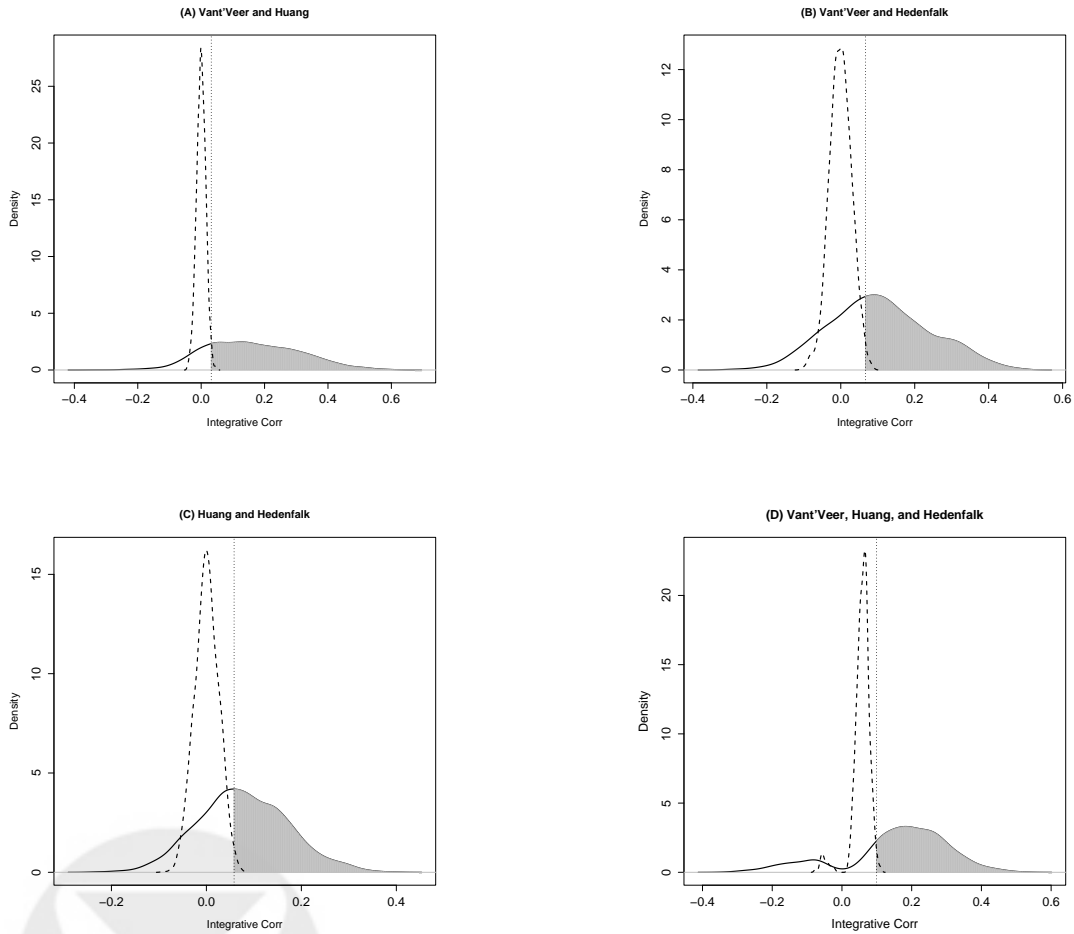 (A) Vant'Veer and Huang
Density
0 5 10 15 20 25
−0.4 −0.2 0.0 0.2 0.4 0.6
Integrative Corr
(B) Vant'Veer and Hedenfalk
Density
0 2 4 6 8 10 12
−0.4 −0.2 0.0 0.2 0.4 0.6
Integrative Corr
(C) Huang and Hedenfalk
Density
0 5 10 15
−0.2 0.0 0.2 0.4
Integrative Corr
(D) Vant'Veer, Huang, and Hedenfalk
Density
0 5 10 15 20
−0.4 −0.2 0.0 0.2 0.4 0.6
Integrative Corr